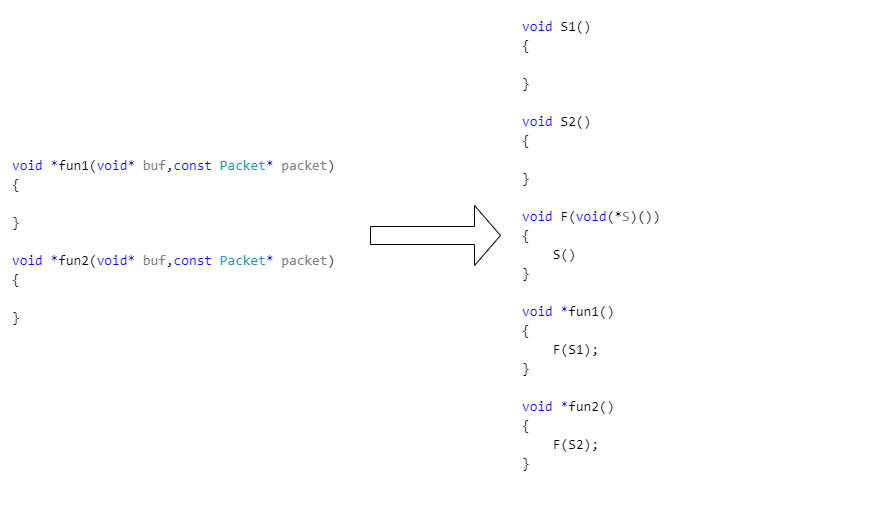 void *fun1(void* buf,const Packet* packet)
{
}
void *fun2(void* buf,const Packet* packet)
{
}
void S1()
{
}
void S2()
{
}
void F(void(*S)())
{
S()
}
void *fun1()
{
F(S1);
}
void *fun2()
{
F(S2);
}